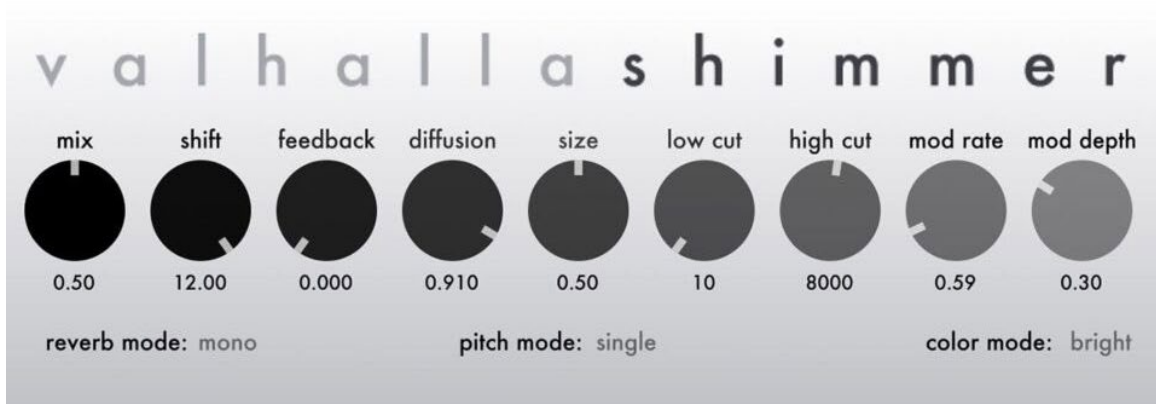 valhallashimmer
mix shift feedback diffusion size low cut high cut mod rate mod depth
0.50 12.00 0.000 0.910 0.50 10 8000 0.59 0.30
reverb mode: mono pitch mode: single color mode: bright